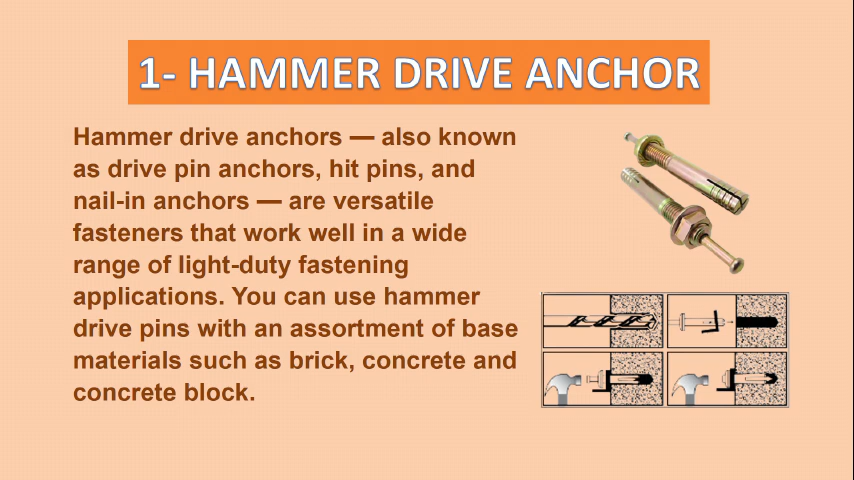 1- HAMMER DRIVE ANCHOR
Hammer drive anchors — also known
as drive pin anchors, hit pins, and
nail-in anchors — are versatile
fasteners that work well in a wide
range of light-duty fastening
applications. You can use hammer
drive pins with an assortment of base
materials such as brick, concrete and
concrete block.